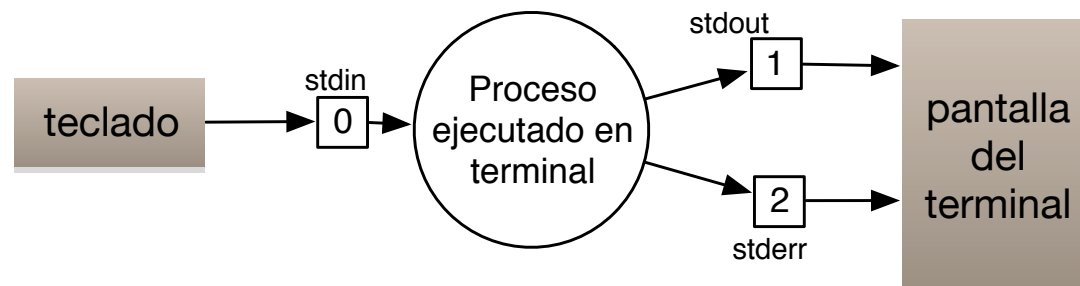 teclado
stdin
0
Proceso
ejecutado en
terminal
stdout
1
2
stderr
pantalla
del
terminal